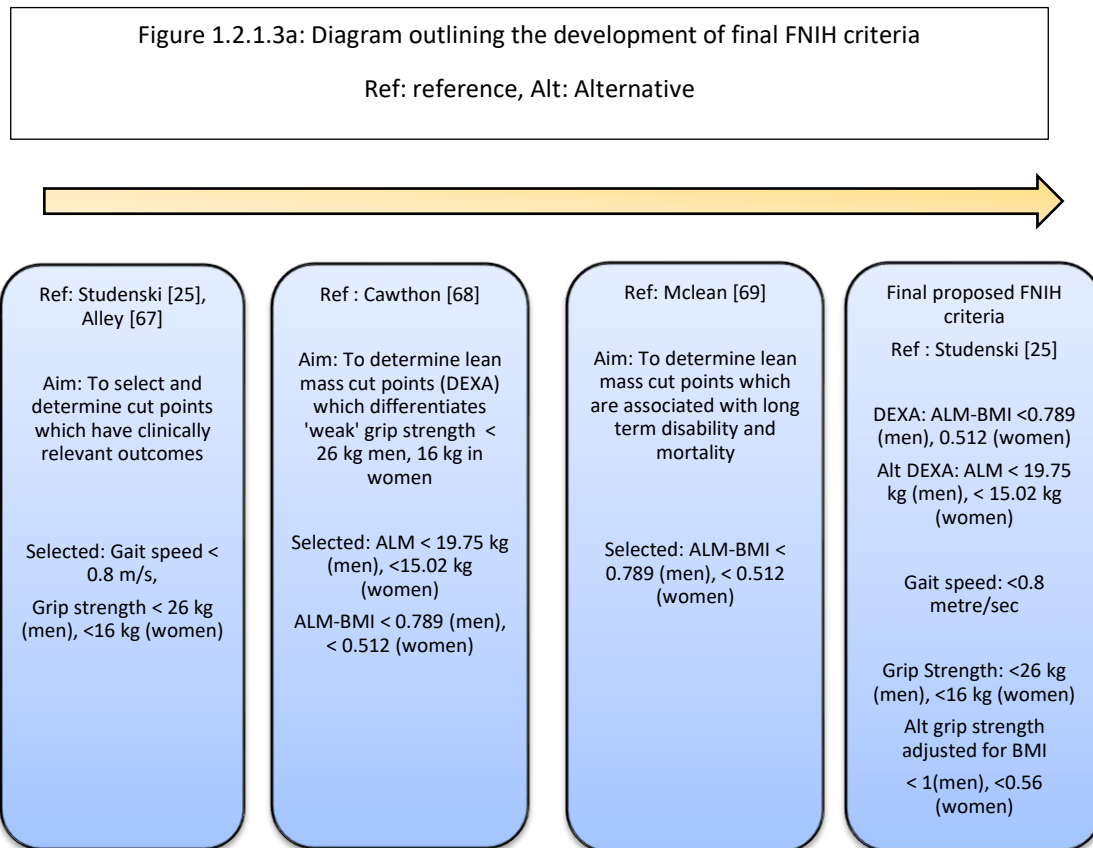 Figure 1.2.1.3a: Diagram outlining the development of final FNIH criteria
Ref: reference, Alt: Alternative
Ref: Studenski [25],
Alley [67]
Aim: To select and
determine cut points
which have clinically
relevant outcomes
Selected: Gait speed <
0.8 m/s,
Grip strength < 26 kg
(men), <16 kg (women)
Ref : Cawthon [68]
Aim: To determine lean
mass cut points (DEXA)
which differentiates
'weak' grip strength <
26 kg men, 16 kg in
women
Selected: ALM < 19.75 kg
(men), <15.02 kg
(women)
ALM-BMI < 0.789 (men),
< 0.512 (women)
Ref: Mclean [69]
Aim: To determine lean
mass cut points which
are associated with long
term disability and
mortality
Selected: ALM-BMI <
0.789 (men), < 0.512
(women)
Final proposed FNIH
criteria
Ref : Studenski [25]
DEXA: ALM-BMI <0.789
(men), 0.512 (women)
Alt DEXA: ALM < 19.75
kg (men), < 15.02 kg
(women)
Gait speed: <0.8
metre/sec
Grip Strength: <26 kg
(men), <16 kg (women)
Alt grip strength
adjusted for BMI
< 1(men), <0.56
(women)